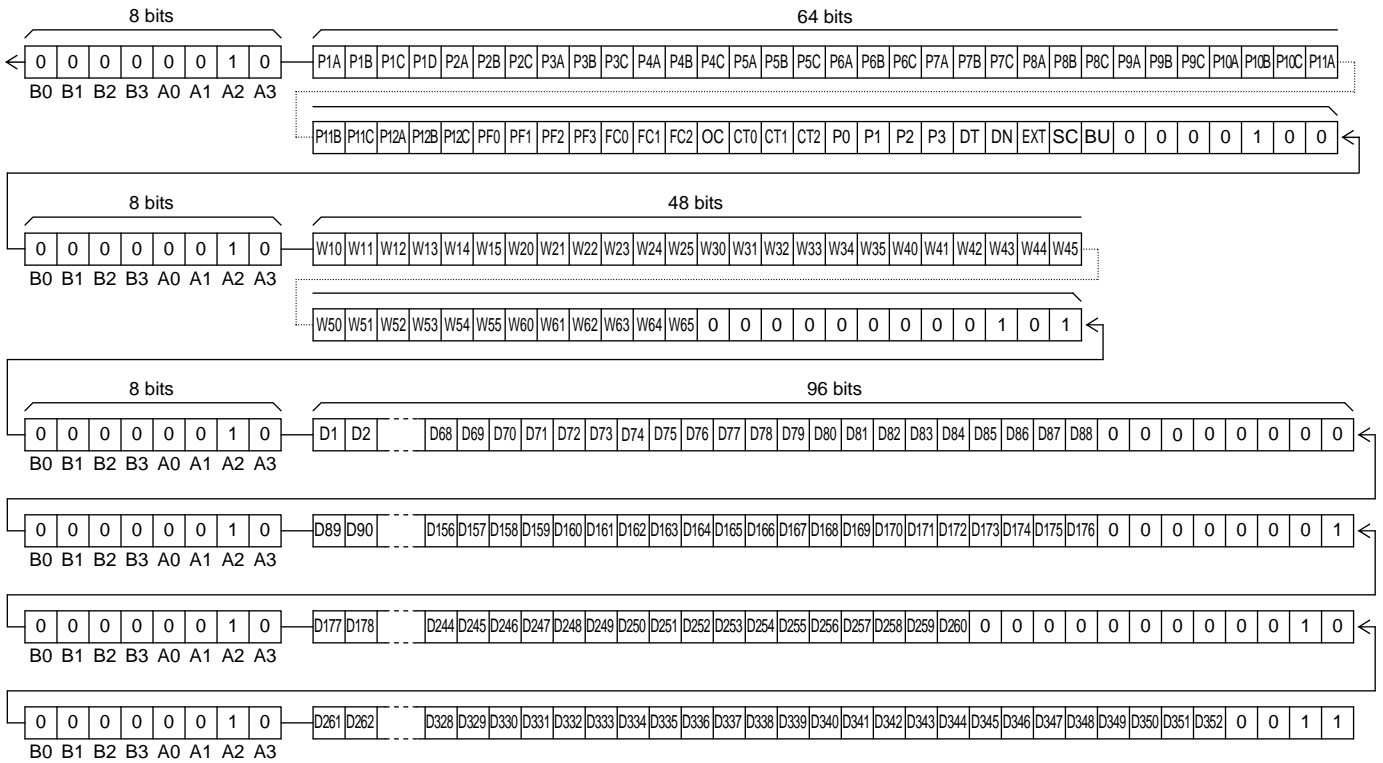 8 bits 64 bits
0 0 0 0 0 0 1 0 P1A P1B P1C P1D P2A P2B P2C P3A P3B P3C P4A P4B P4C P5A P5B P5C P6A P6B P6C P7A P7B P7C P8A P8B P8C P9A P9B P9C P10A P10B P10C P11A
B0 B1 B2 B3 A0 A1 A2 A3
P11B P11C P12A P12B P12C PF0 PF1 PF2 PF3 FC0 FC1 FC2 OC CT0 CT1 CT2 P0 P1 P2 P3 DT DN EXT SC BU 0 0 0 0 1 0 0
8 bits 48 bits
0 0 0 0 0 0 1 0 W10 W11 W12 W13 W14 W15 W20 W21 W22 W23 W24 W25 W30 W31 W32 W33 W34 W35 W40 W41 W42 W43 W44 W45
B0 B1 B2 B3 A0 A1 A2 A3
W50 W51 W52 W53 W54 W55 W60 W61 W62 W63 W64 W65 0 0 0 0 0 0 0 0 0 1 0 1
8 bits 96 bits
0 0 0 0 0 0 1 0 D1 D2 D68 D69 D70 D71 D72 D73 D74 D75 D76 D77 D78 D79 D80 D81 D82 D83 D84 D85 D86 D87 D88 0 0 0 0 0 0 0 0
B0 B1 B2 B3 A0 A1 A2 A3
0 0 0 0 0 0 1 0 D89 D90 D156 D157 D158 D159 D160 D161 D162 D163 D164 D165 D166 D167 D168 D169 D170 D171 D172 D173 D174 D175 D176 0 0 0 0 0 0 0 1
B0 B1 B2 B3 A0 A1 A2 A3
0 0 0 0 0 0 1 0 D177 D178 D244 D245 D246 D247 D248 D249 D250 D251 D252 D253 D254 D255 D256 D257 D258 D259 D260 0 0 0 0 0 0 0 0 0 0 1 0
B0 B1 B2 B3 A0 A1 A2 A3
0 0 0 0 0 0 1 0 D261 D262 D328 D329 D330 D331 D332 D333 D334 D335 D336 D337 D338 D339 D340 D341 D342 D343 D344 D345 D346 D347 D348 D349 D350 D351 D352 0 0 1 1
B0 B1 B2 B3 A0 A1 A2 A3